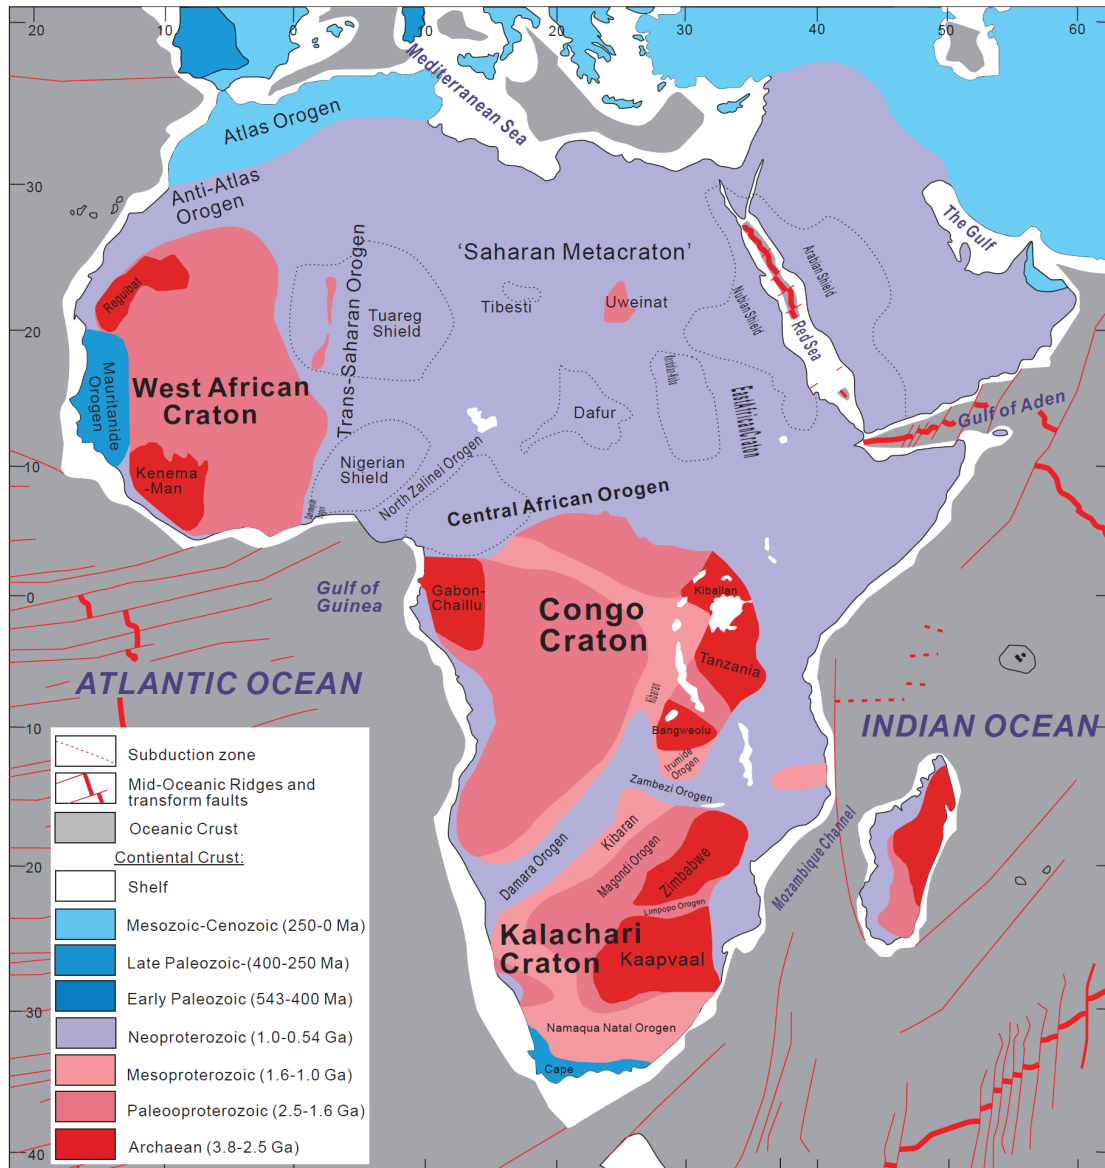 20
10
0
10
20
30
40
50
60
Mediterranean Sea
Atlas Orogen
Anti-Atlas
Orogen
30
The Gulf
'Saharan Metacraton'
Trans-Saharan Orogen
Arabian Shield
Nubian Shield
Reguibat
Tuareg
Shield
Tibesti
Uweinat
20
Red Sea
Mauritanide
Orogen
West African
Craton
Dafur
EastAfricanCraton
Gulf of Aden
Kenema
-Man
Nigerian
Shield
North Zalinei Orogen
10
Central African Orogen
Gulf of
Guinea
Gabon-
Chaillu
Kibailan
0
Congo
Craton
Tanzania
ATLANTIC OCEAN
Kibaran
INDIAN OCEAN
10
Bangweolu
Irumide
Orogen
Zambezi Orogen
Kibaran
Mozambique Channel
Damara Orogen
Magondi Orogen
Zimbabwe
20
Limpopo Orogen
Kalachari
Craton
Kaapvaal
30
Namaqua Natal Orogen
Cape
40
Subduction zone
Mid-Oceanic Ridges and
transform faults
Oceanic Crust
Contiental Crust:
Shelf
Mesozoic-Cenozoic (250-0 Ma)
Late Paleozoic-(400-250 Ma)
Early Paleozoic (543-400 Ma)
Neoproterozoic (1.0-0.54 Ga)
Mesoproterozoic (1.6-1.0 Ga)
Paleooproterozoic (2.5-1.6 Ga)
Archaean (3.8-2.5 Ga)